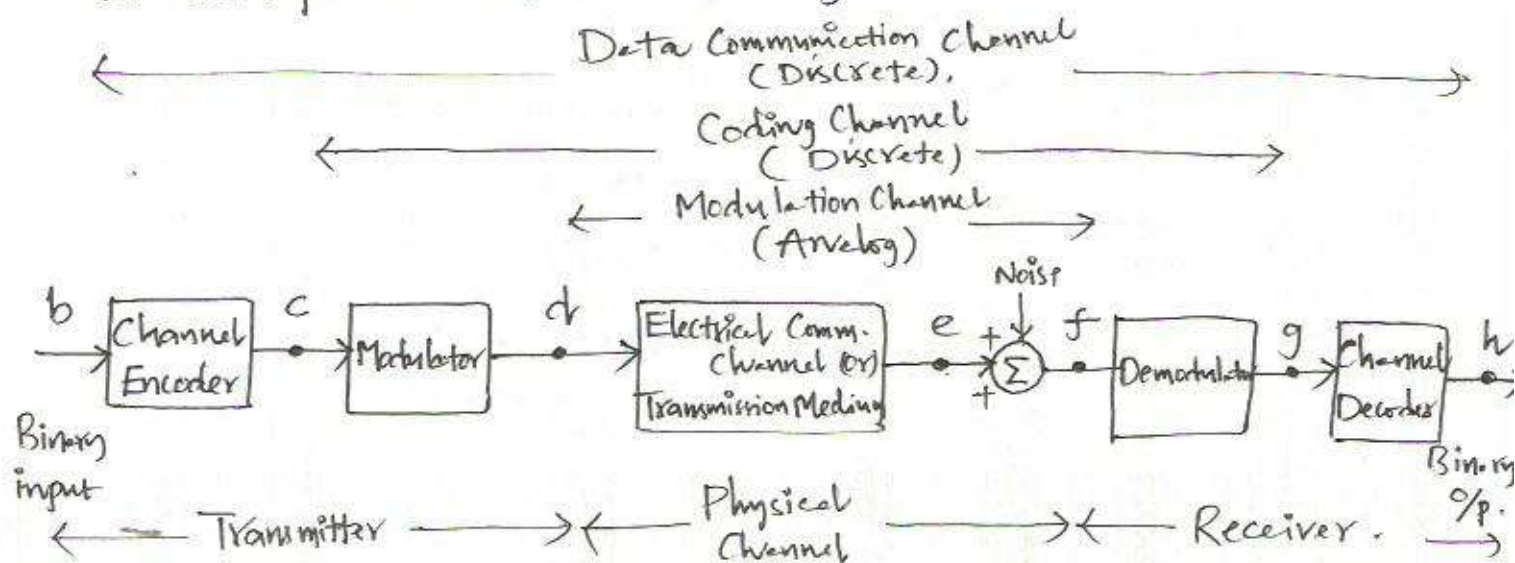 Data Communication Channel
(Discrete).
Coding Channel
(Discrete)
Modulation Channel
(Analog)
Noise
b
Channel
Encoder
c
Modulator
d
Electrical Comm.
Channel (or)
Transmission Medium
e
+
+
Σ
f
Demodulator
g
Channel
Decoder
h
Binary
input
Binary
o/p.
Transmitter
Physical
Channel
Receiver.